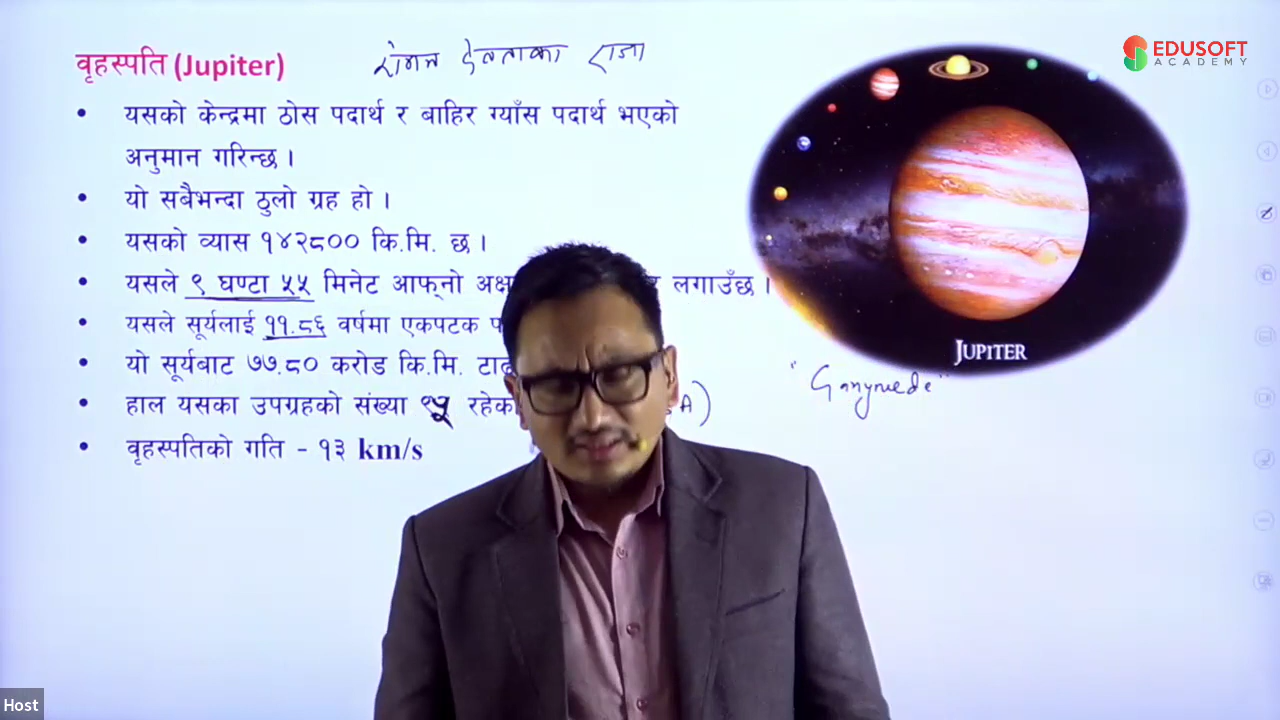 वृहस्पति (Jupiter)
रोमन देवताका राजा
EDUSOFT
ACADEMY
• यसको केन्द्रमा ठोस पदार्थ र बाहिर ग्याँस पदार्थ भएको
अनुमान गरिन्छ ।
• यो सबैभन्दा ठुलो ग्रह हो ।
• यसको व्यास १४२८०० कि.मि. छ ।
• यसले ९ घण्टा ५५ मिनेट आफ्नो लगाउँछ ।
• यसले सूर्यलाई ११.८६ वर्षमा एकपटक
• यो सूर्यबाट ७७.८० करोड कि.मि.
• हाल यसका उपग्रहको संख्या ९५
• वृहस्पतिको गति - १३ km/s
JUPITER
"Ganymede"
Host